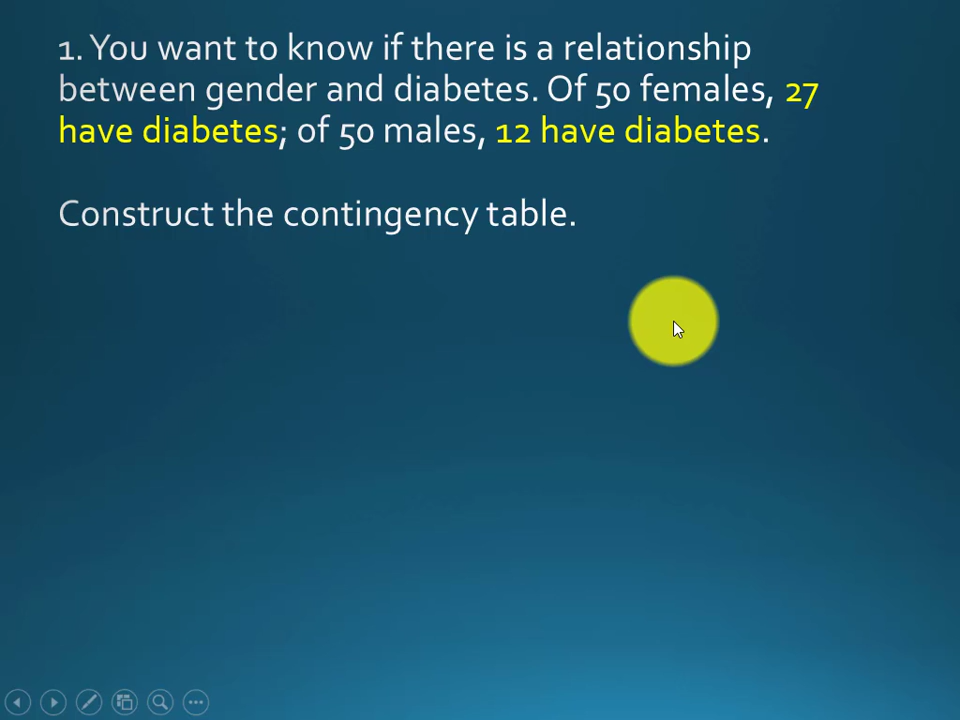 1. You want to know if there is a relationship
between gender and diabetes. Of 50 females, 27
have diabetes; of 50 males, 12 have diabetes.
Construct the contingency table.